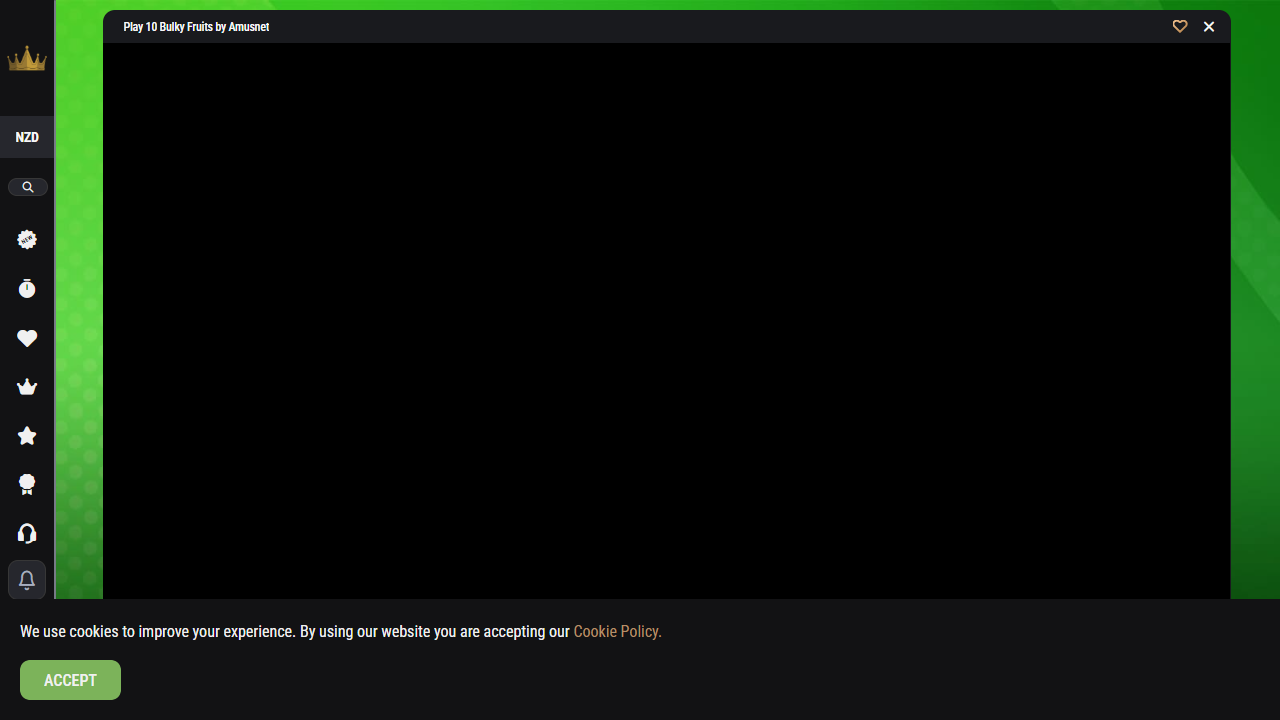 Play 10 Bulky Fruits by Amusnet
NZD
NEW
We use cookies to improve your experience. By using our website you are accepting our Cookie Policy.
ACCEPT